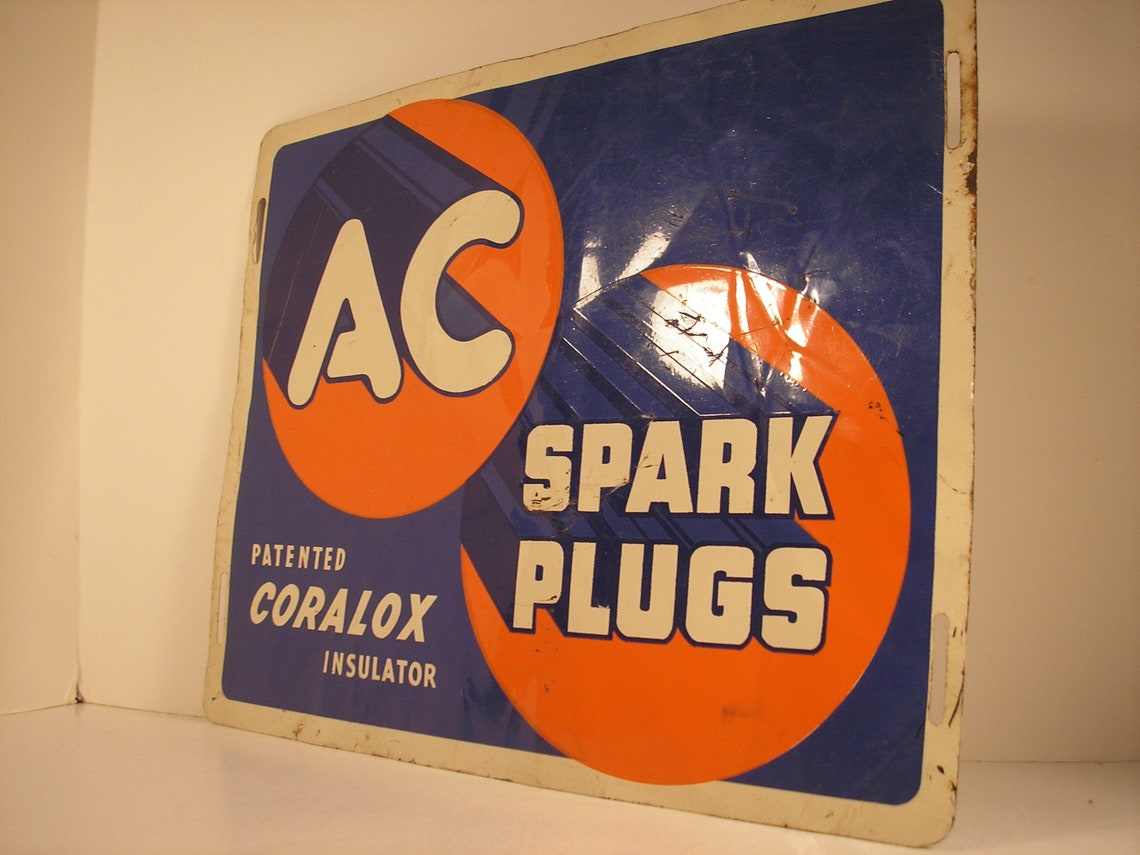 AC
SPARK
PLUGS
PATENTED
CORALOX
INSULATOR